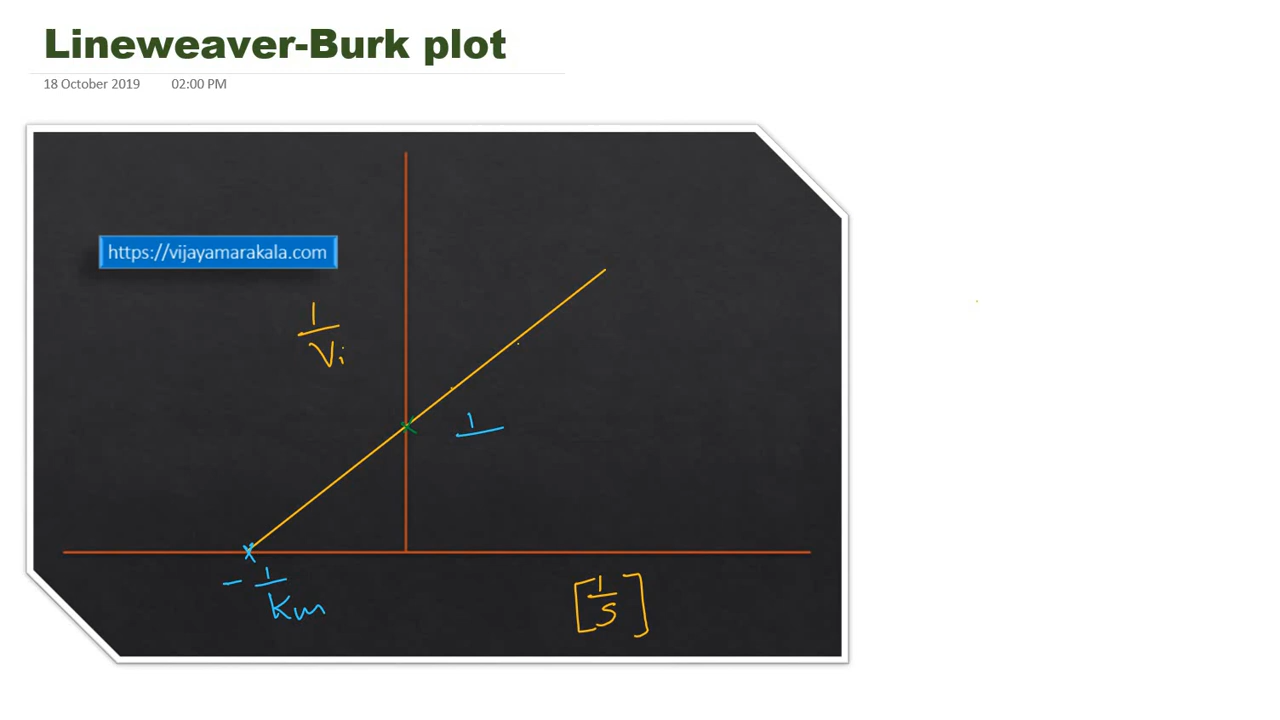 Lineweaver-Burk plot
18 October 2019 02:00 PM
https://vijayamarakala.com
1
Vi
1
- 1
Km
[1
S]